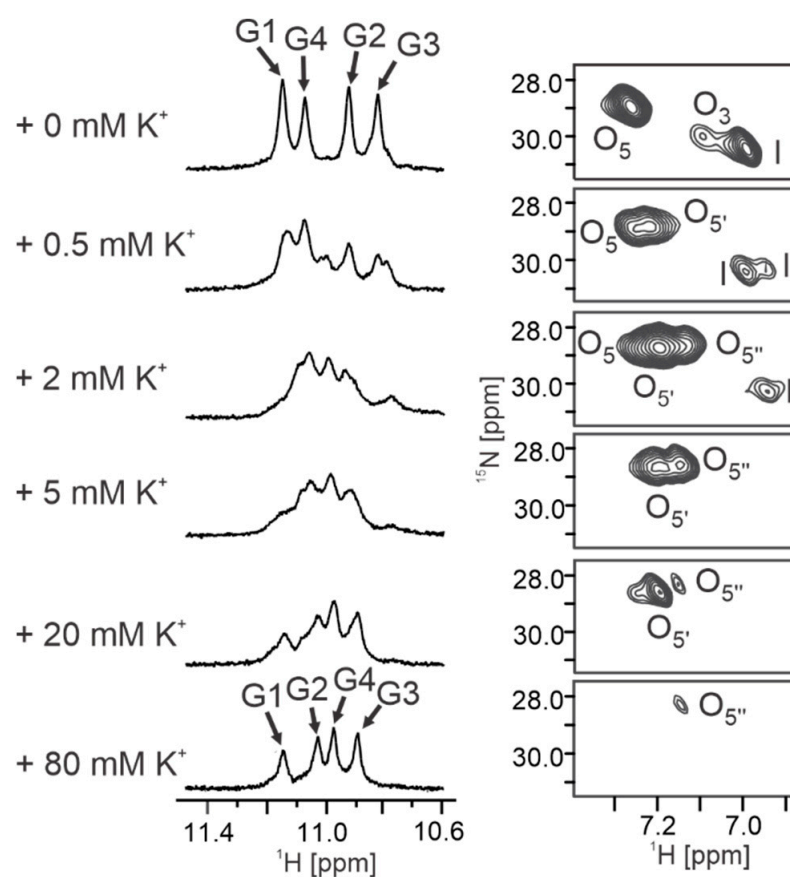 G1 G4 G2 G3
+ 0 mM K⁺
28.0
30.0
O₅ O₃ I
+ 0.5 mM K⁺
28.0
30.0
O₅ O₅' I I
+ 2 mM K⁺
28.0
30.0
O₅ O₅' O₅'' I
¹⁵N [ppm]
+ 5 mM K⁺
28.0
30.0
O₅' O₅''
+ 20 mM K⁺
28.0
30.0
O₅' O₅''
G1 G2 G4 G3
+ 80 mM K⁺
28.0
30.0
O₅''
11.4 11.0 10.6
¹H [ppm]
7.2 7.0
¹H [ppm]